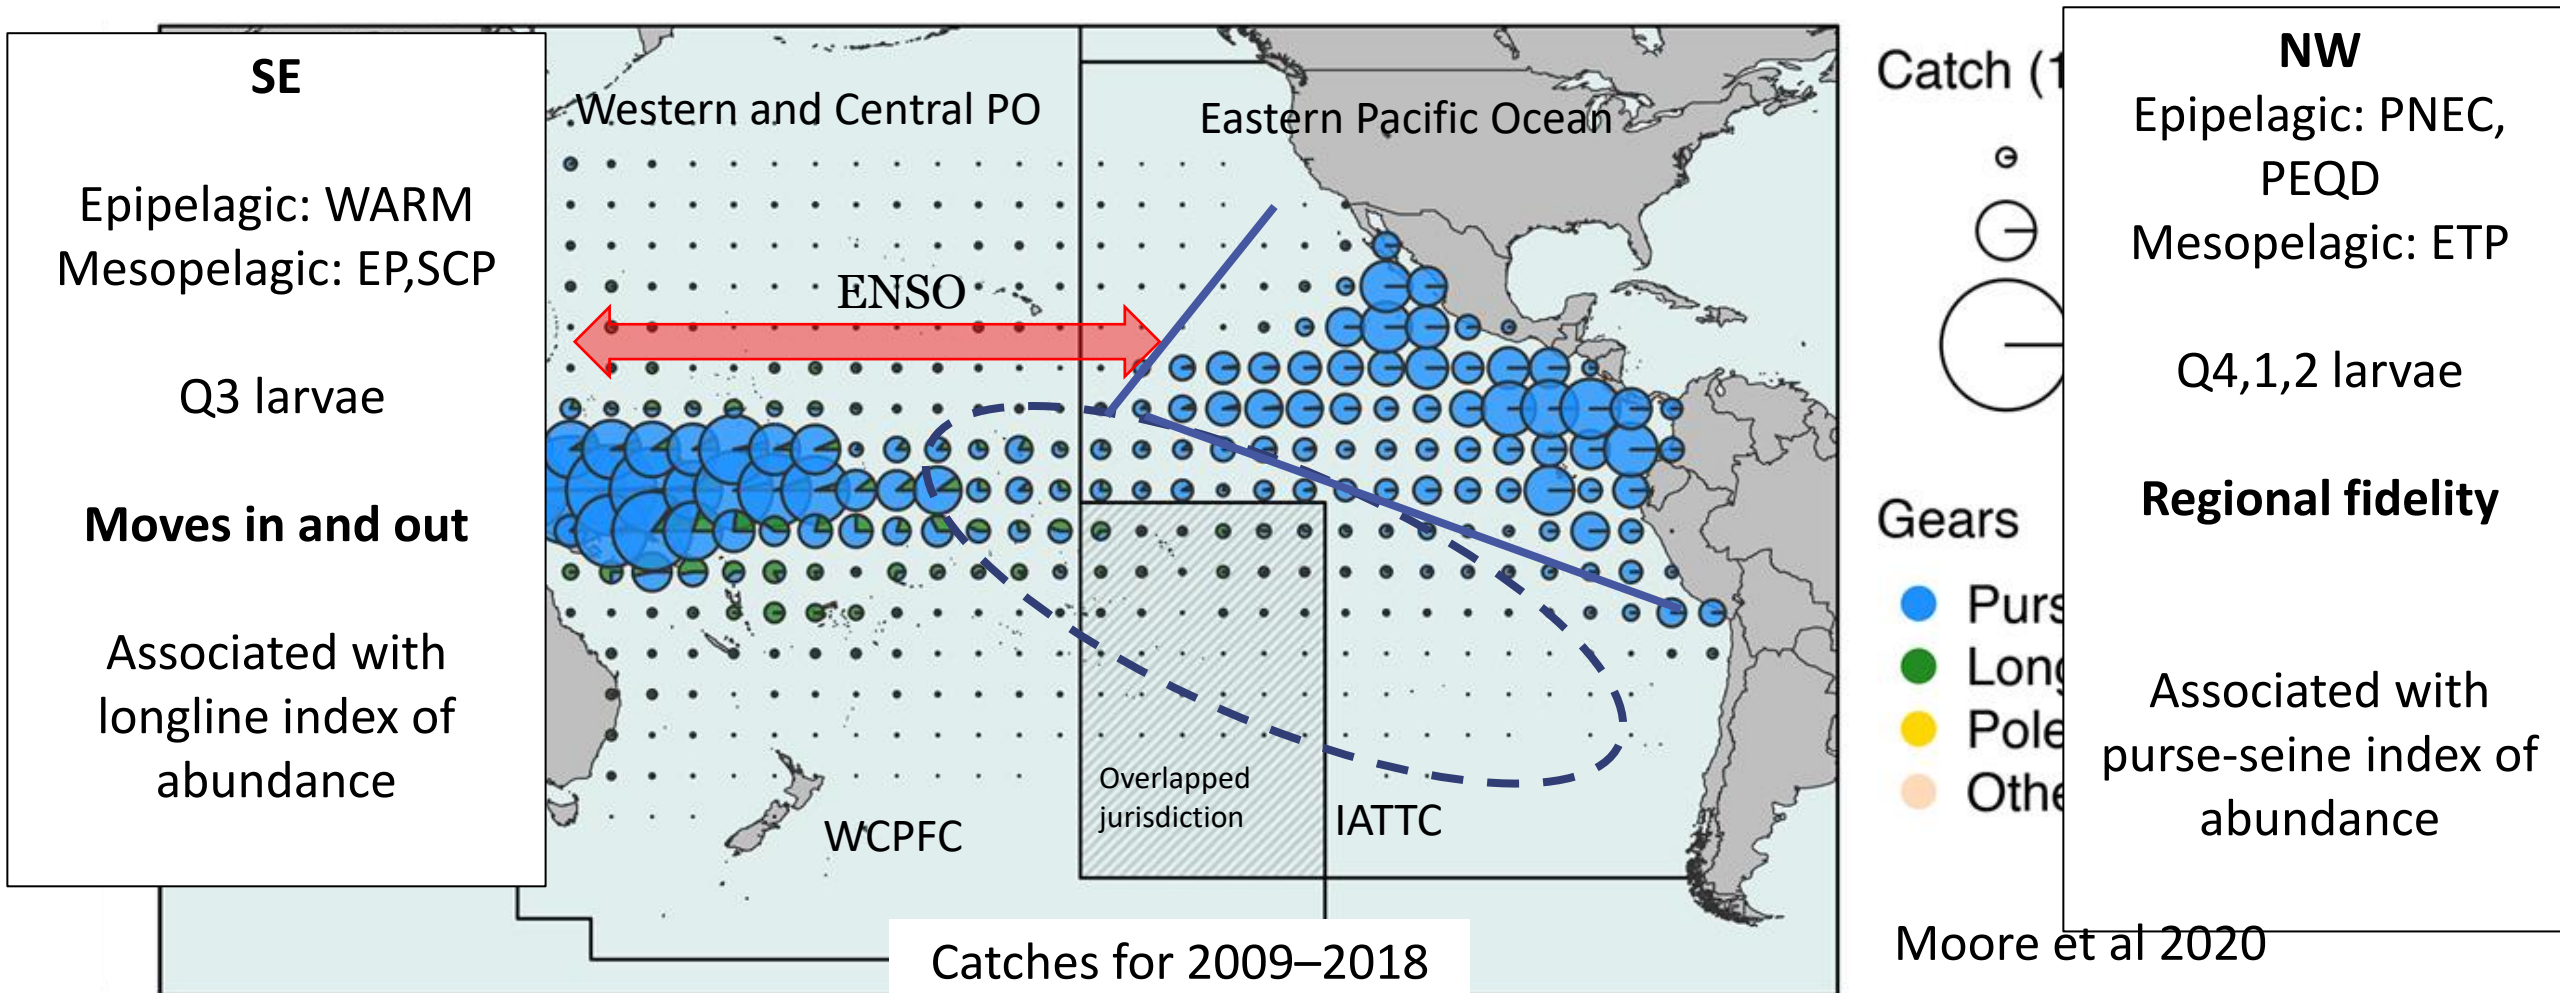 SE
Epipelagic: WARM
Mesopelagic: EP,SCP
Q3 larvae
Moves in and out
Associated with
longline index of
abundance
Western and Central PO
Eastern Pacific Ocean
ENSO
Overlapped
jurisdiction
WCPFC
IATTC
Catches for 2009–2018
Catch (1
Gears
Purs
Long
Pole
Othe
Moore et al 2020
NW
Epipelagic: PNEC,
PEQD
Mesopelagic: ETP
Q4,1,2 larvae
Regional fidelity
Associated with
purse-seine index of
abundance